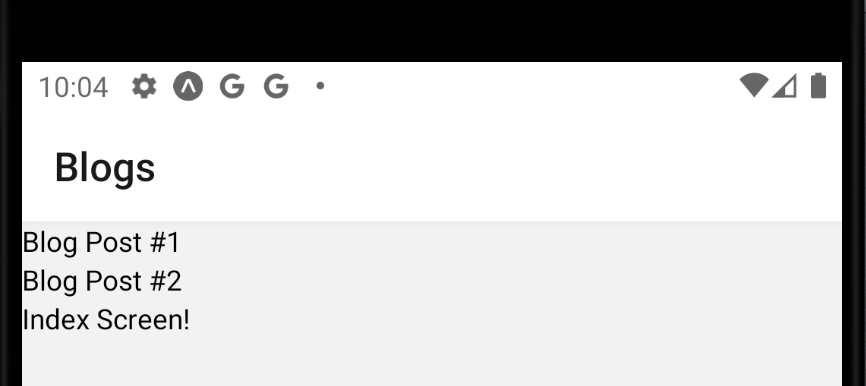 10:04
Blogs
Blog Post #1
Blog Post #2
Index Screen!